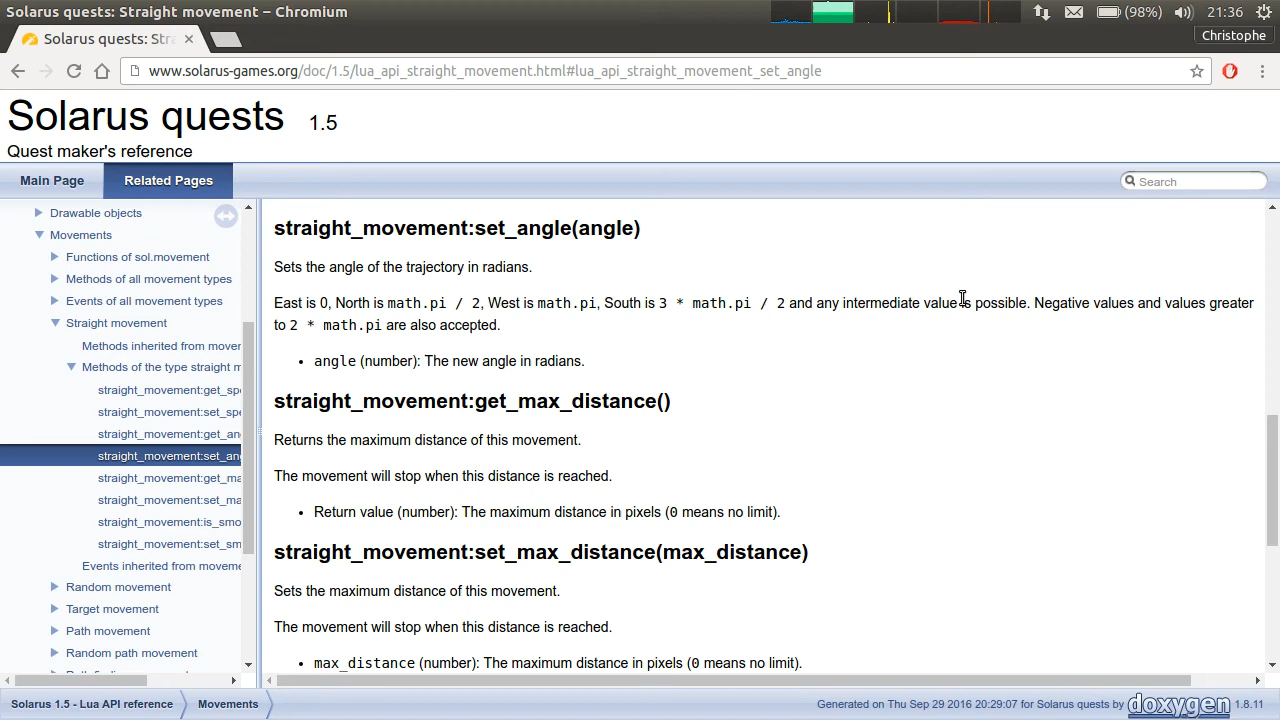 Solarus quests: Straight movement – Chromium
(98%)
21:36
Solarus quests: Stra
Christophe
www.solarus-games.org/doc/1.5/lua_api_straight_movement.html#lua_api_straight_movement_set_angle
Solarus quests 1.5
Quest maker's reference
Main Page
Related Pages
Search
Drawable objects
Movements
Functions of sol.movement
Methods of all movement types
Events of all movement types
Straight movement
Methods inherited from mover
Methods of the type straight m
straight_movement:get_spe
straight_movement:set_spe
straight_movement:get_an
straight_movement:set_an
straight_movement:get_ma
straight_movement:set_ma
straight_movement:is_smo
straight_movement:set_sm
Events inherited from moveme
Random movement
Target movement
Path movement
Random path movement
straight_movement:set_angle(angle)
Sets the angle of the trajectory in radians.
East is 0, North is math.pi / 2, West is math.pi, South is 3 * math.pi / 2 and any intermediate value is possible. Negative values and values greater
to 2 * math.pi are also accepted.
• angle (number): The new angle in radians.
straight_movement:get_max_distance()
Returns the maximum distance of this movement.
The movement will stop when this distance is reached.
• Return value (number): The maximum distance in pixels (0 means no limit).
straight_movement:set_max_distance(max_distance)
Sets the maximum distance of this movement.
The movement will stop when this distance is reached.
• max_distance (number): The maximum distance in pixels (0 means no limit).
Solarus 1.5 - Lua API reference
Movements
Generated on Thu Sep 29 2016 20:29:07 for Solarus quests by doxygen 1.8.11